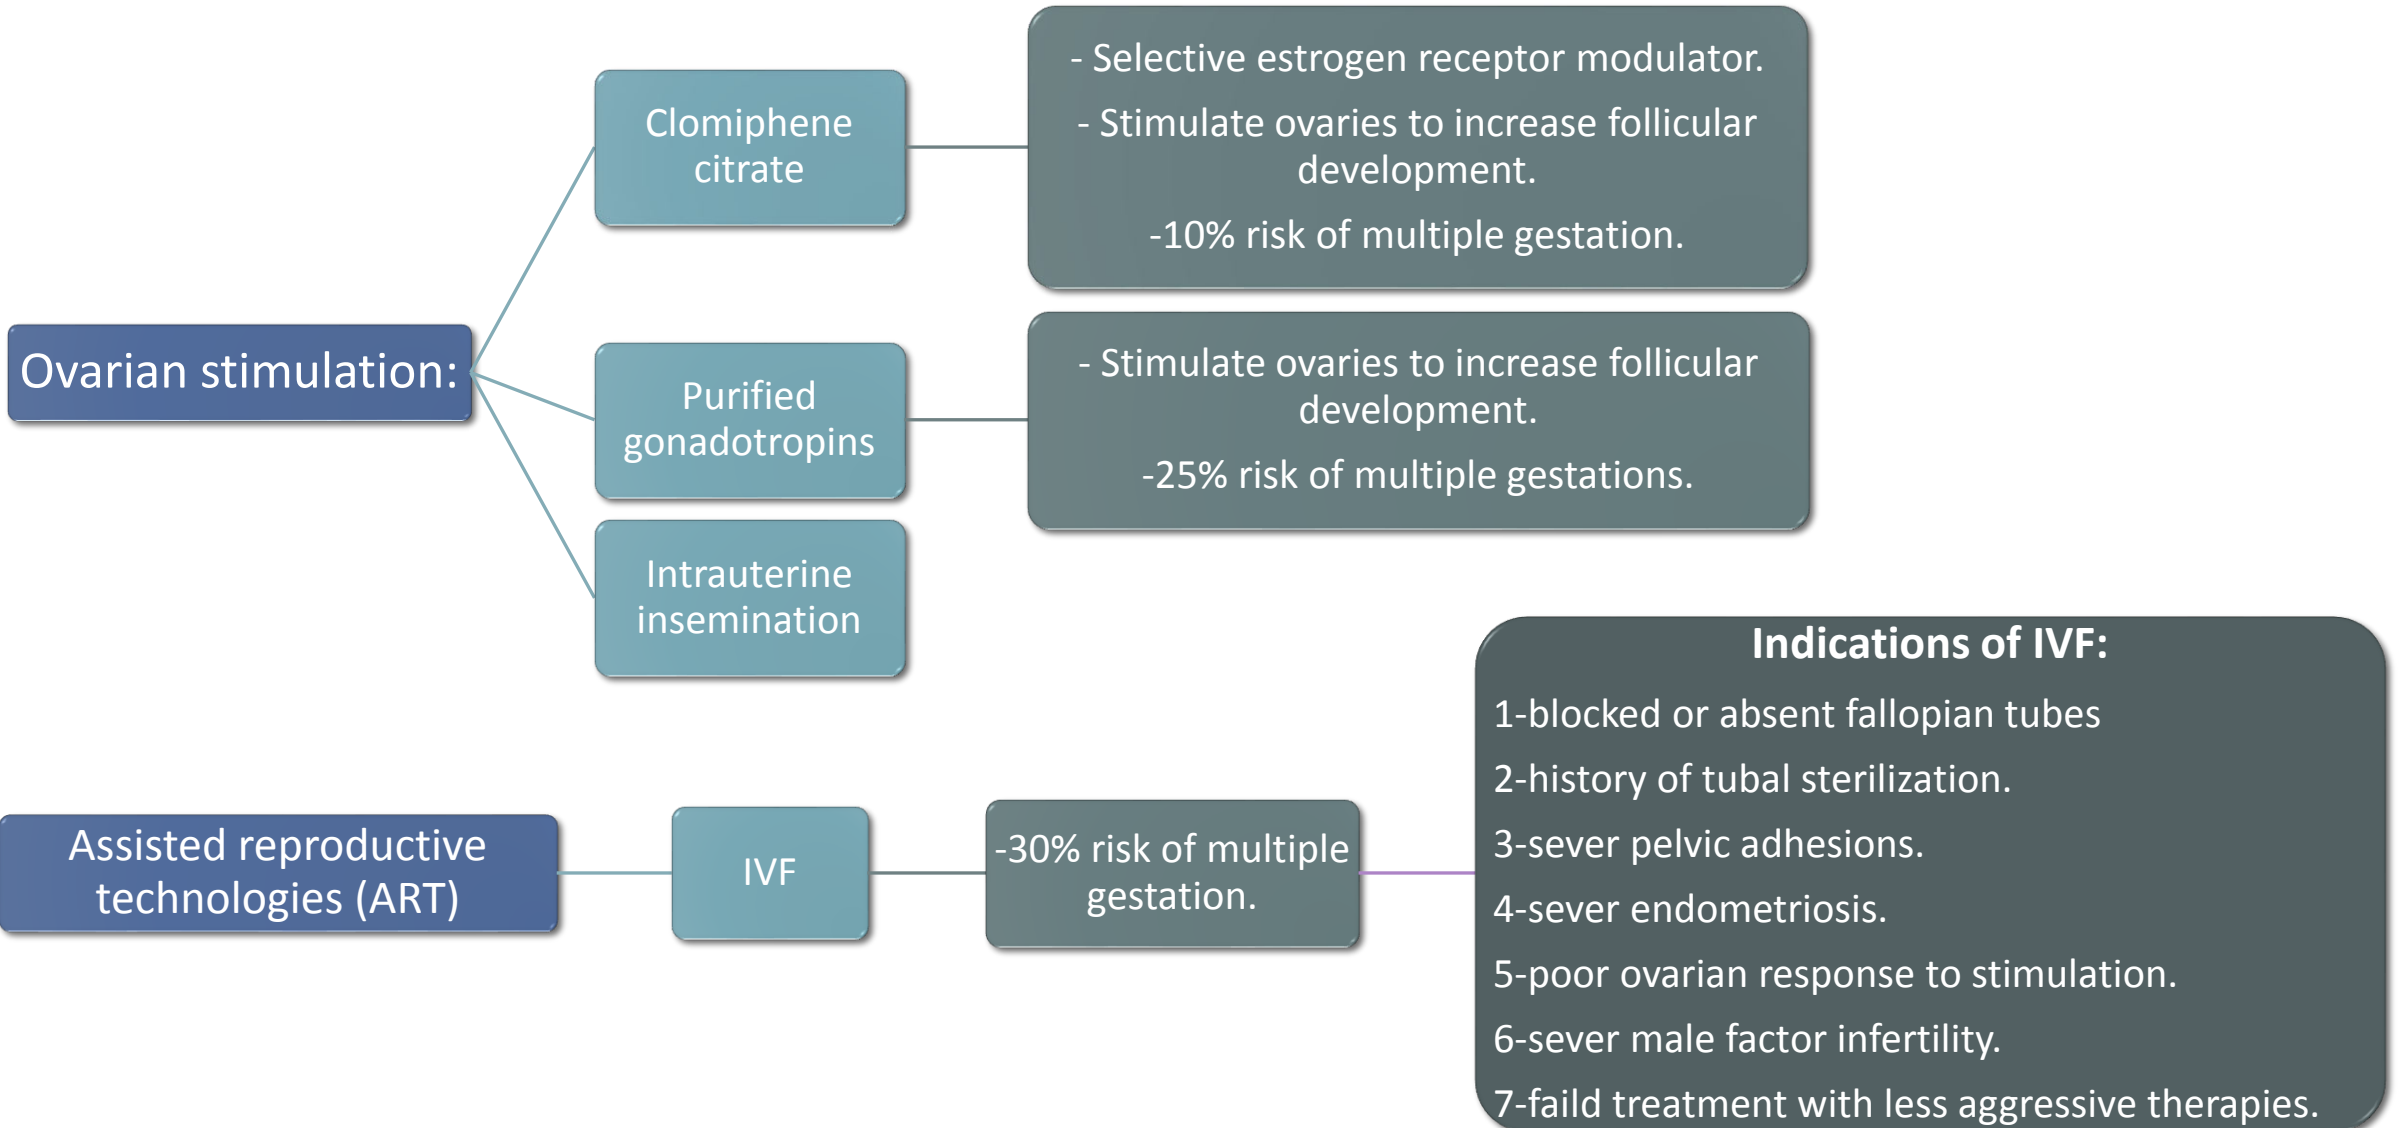 Ovarian stimulation:
Clomiphene
citrate
- Selective estrogen receptor modulator.
- Stimulate ovaries to increase follicular
development.
-10% risk of multiple gestation.
Purified
gonadotropins
- Stimulate ovaries to increase follicular
development.
-25% risk of multiple gestations.
Intrauterine
insemination
Assisted reproductive
technologies (ART)
IVF
-30% risk of multiple
gestation.
Indications of IVF:
1-blocked or absent fallopian tubes
2-history of tubal sterilization.
3-sever pelvic adhesions.
4-sever endometriosis.
5-poor ovarian response to stimulation.
6-sever male factor infertility.
7-faild treatment with less aggressive therapies.